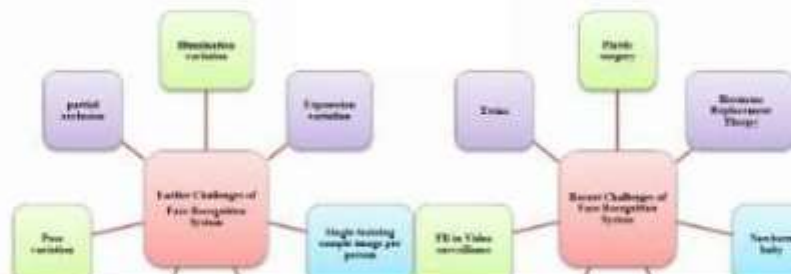 Illumination
variation
partial
occlusion
Expression
variation
Earlier Challenges of
Face Recognition
System
Pose
variation
Single training
sample image per
person
Plastic
surgery
Twins
Hormone
Replacement
Therapy
Recent Challenges of
Face Recognition
System
FR in Video
surveillance
Newborn
baby